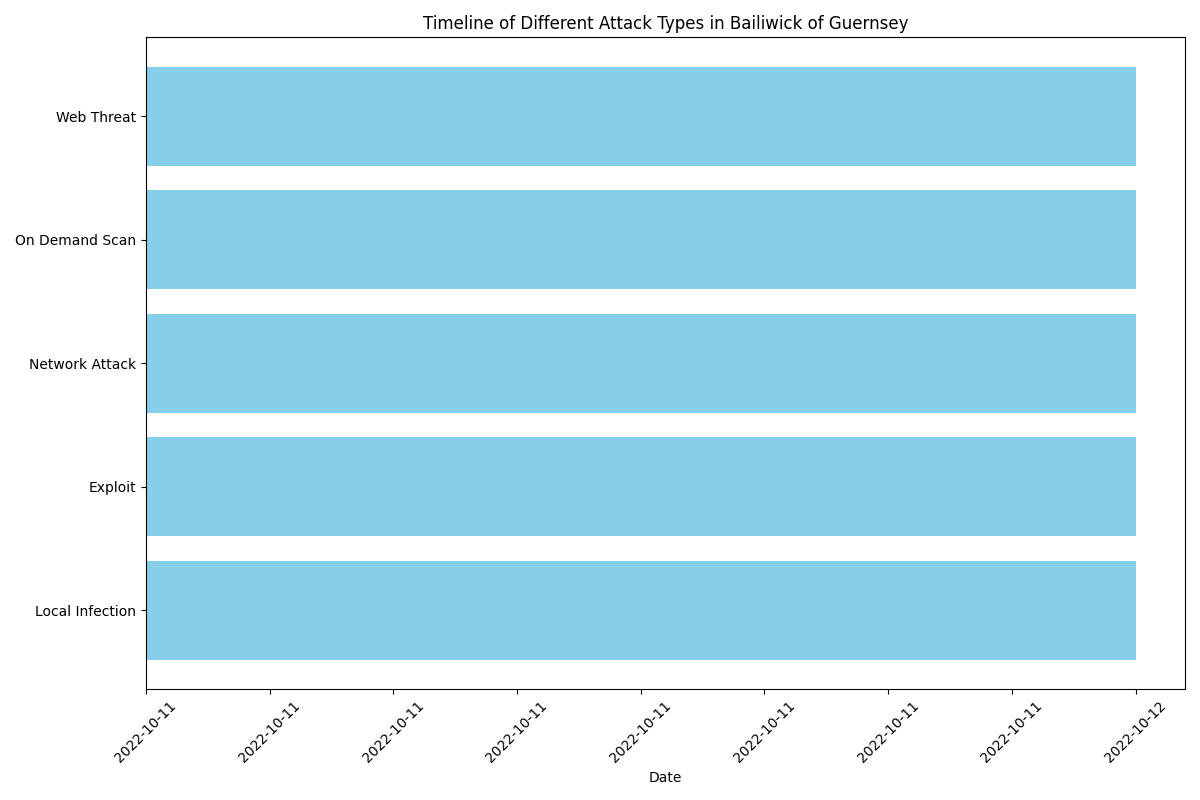 Timeline of Different Attack Types in Bailiwick of Guernsey
Web Threat
On Demand Scan
Network Attack
Exploit
Local Infection
2022-10-11
2022-10-11
2022-10-11
2022-10-11
2022-10-11
2022-10-11
2022-10-11
2022-10-11
2022-10-12
Date